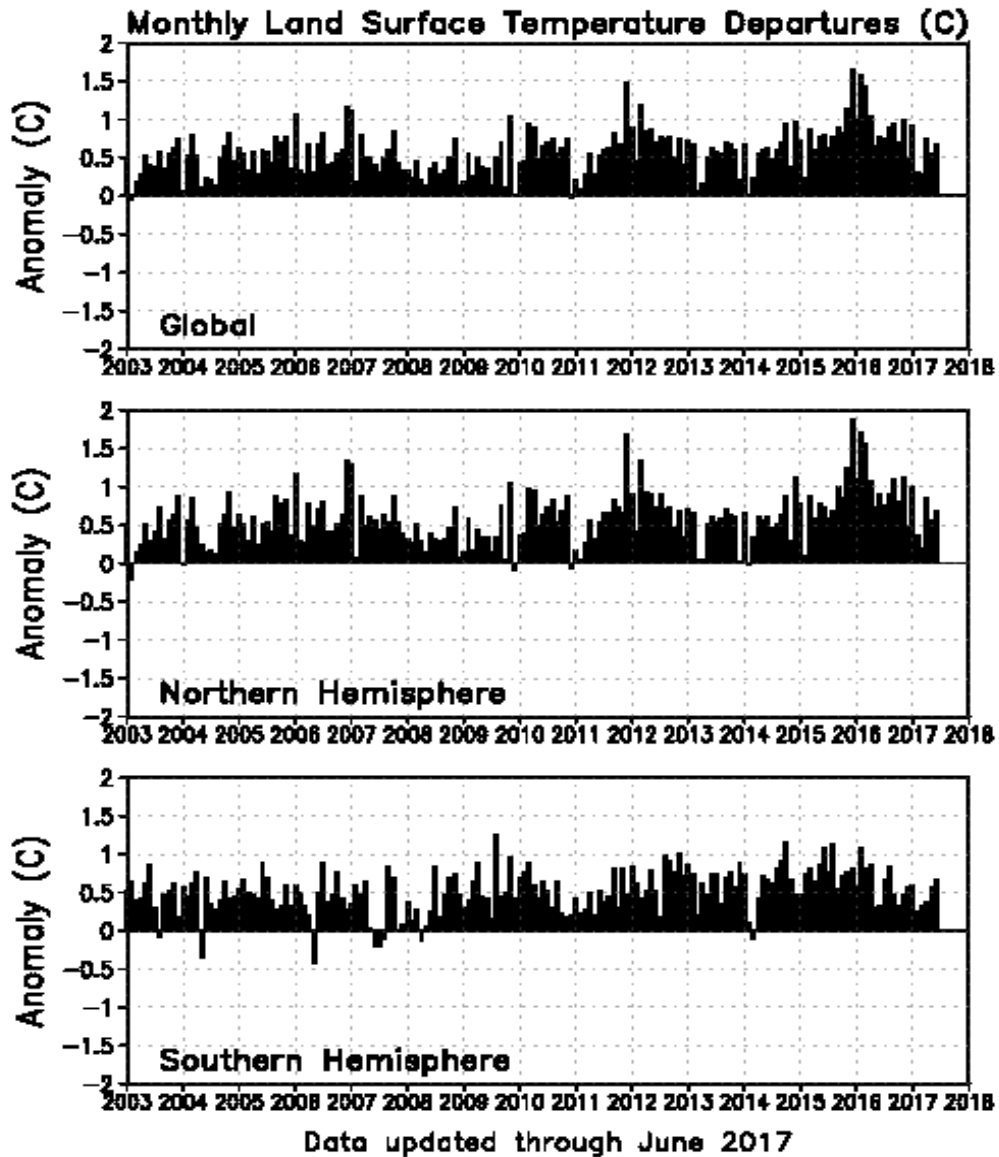 Monthly Land Surface Temperature Departures (C)
2
1.5
1
0.5
0
−0.5
−1
−1.5
−2
Anomaly (C)
Global
2003 2004 2005 2006 2007 2008 2009 2010 2011 2012 2013 2014 2015 2016 2017 2018
2
1.5
1
0.5
0
−0.5
−1
−1.5
−2
Anomaly (C)
Northern Hemisphere
2003 2004 2005 2006 2007 2008 2009 2010 2011 2012 2013 2014 2015 2016 2017 2018
2
1.5
1
0.5
0
−0.5
−1
−1.5
−2
Anomaly (C)
Southern Hemisphere
2003 2004 2005 2006 2007 2008 2009 2010 2011 2012 2013 2014 2015 2016 2017 2018
Data updated through June 2017